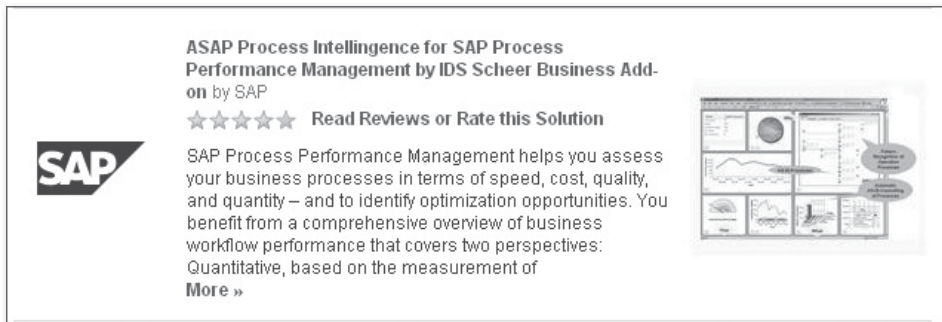 SAP
ASAP Process Intellingence for SAP Process
Performance Management by IDS Scheer Business Add-
on by SAP
Read Reviews or Rate this Solution
SAP Process Performance Management helps you assess
your business processes in terms of speed, cost, quality,
and quantity – and to identify optimization opportunities. You
benefit from a comprehensive overview of business
workflow performance that covers two perspectives:
Quantitative, based on the measurement of
More »